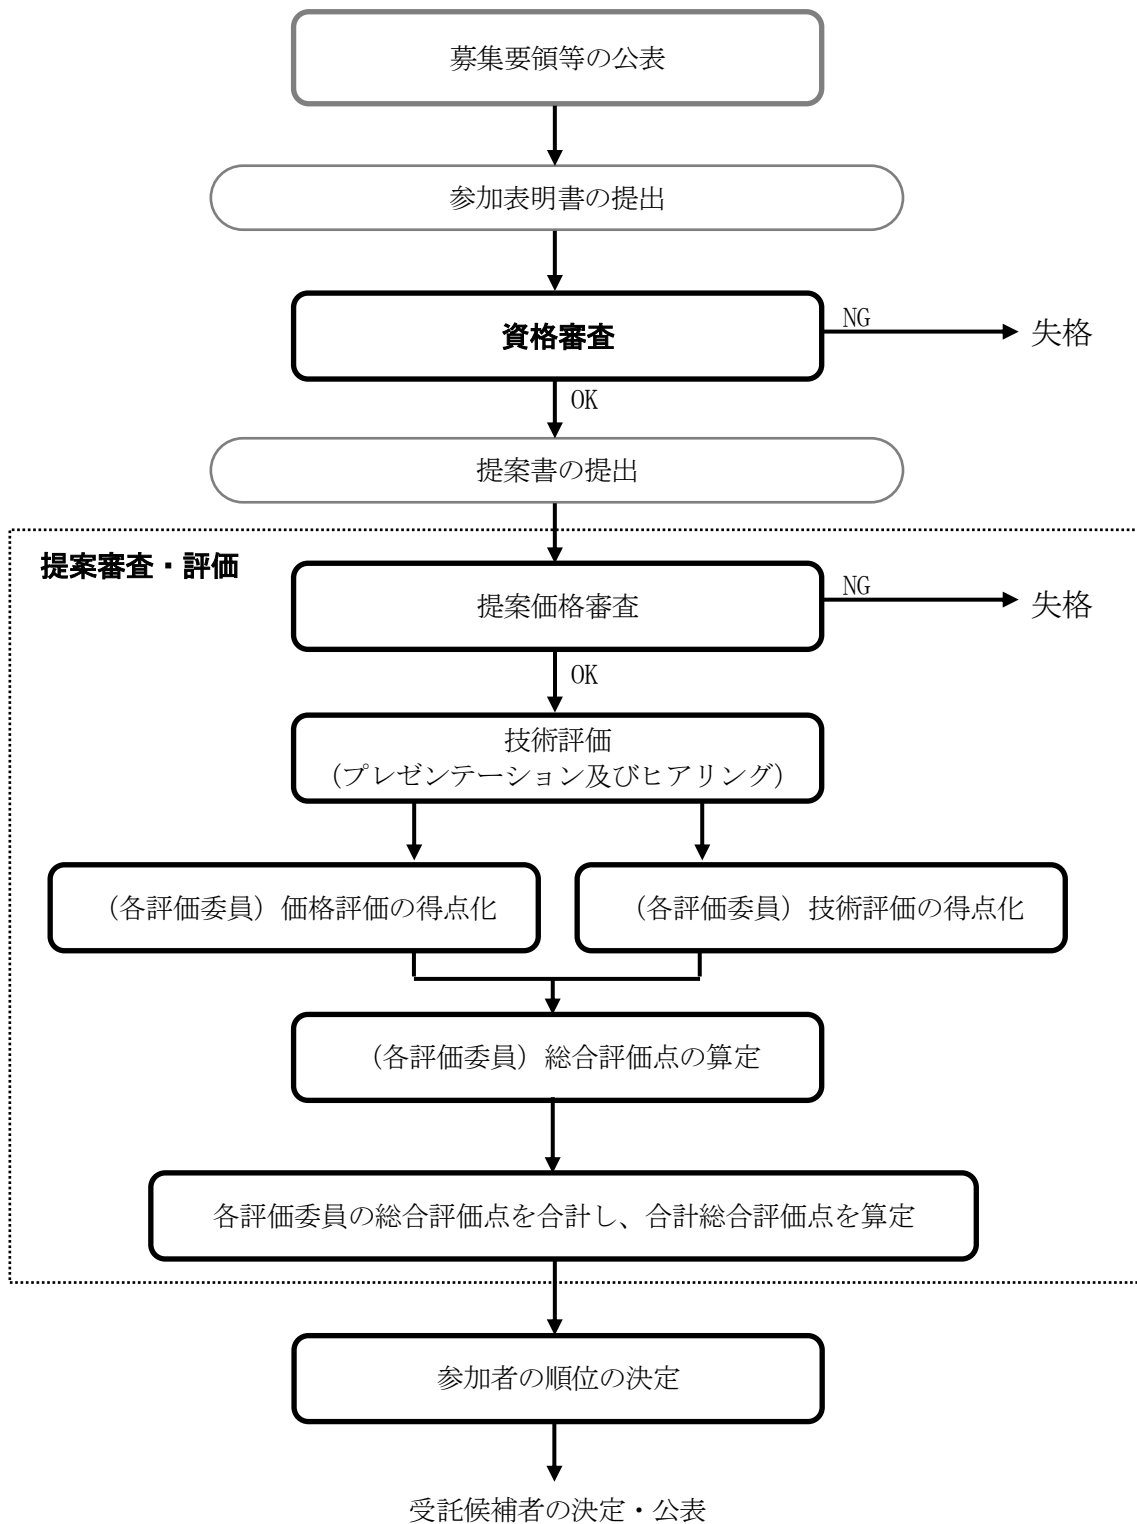 募集要領等の公表
参加表明書の提出
資格審査
NG
失格
OK
提案書の提出
提案審査・評価
提案価格審査
NG
失格
OK
技術評価
（プレゼンテーション及びヒアリング）
（各評価委員）価格評価の得点化
（各評価委員）技術評価の得点化
（各評価委員）総合評価点の算定
各評価委員の総合評価点を合計し、合計総合評価点を算定
参加者の順位の決定
受託候補者の決定・公表